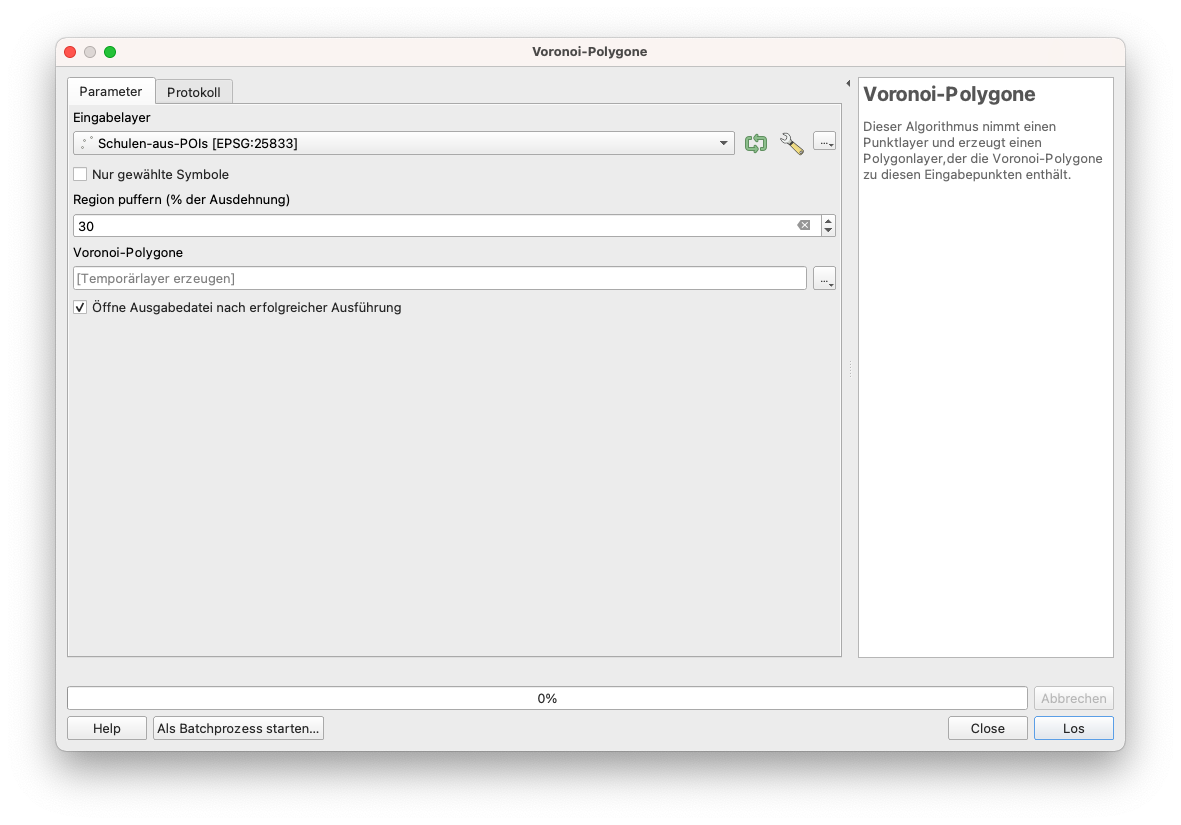 Voronoi-Polygone
Parameter
Protokoll
Eingabelayer
Schulen-aus-POIs [EPSG:25833]
...
Nur gewählte Symbole
Region puffern (% der Ausdehnung)
30
Voronoi-Polygone
[Temporärlayer erzeugen]
...
Öffne Ausgabedatei nach erfolgreicher Ausführung
Voronoi-Polygone
Dieser Algorithmus nimmt einen
Punktlayer und erzeugt einen
Polygonlayer,der die Voronoi-Polygone
zu diesen Eingabepunkten enthält.
0%
Abbrechen
Help
Als Batchprozess starten...
Close
Los